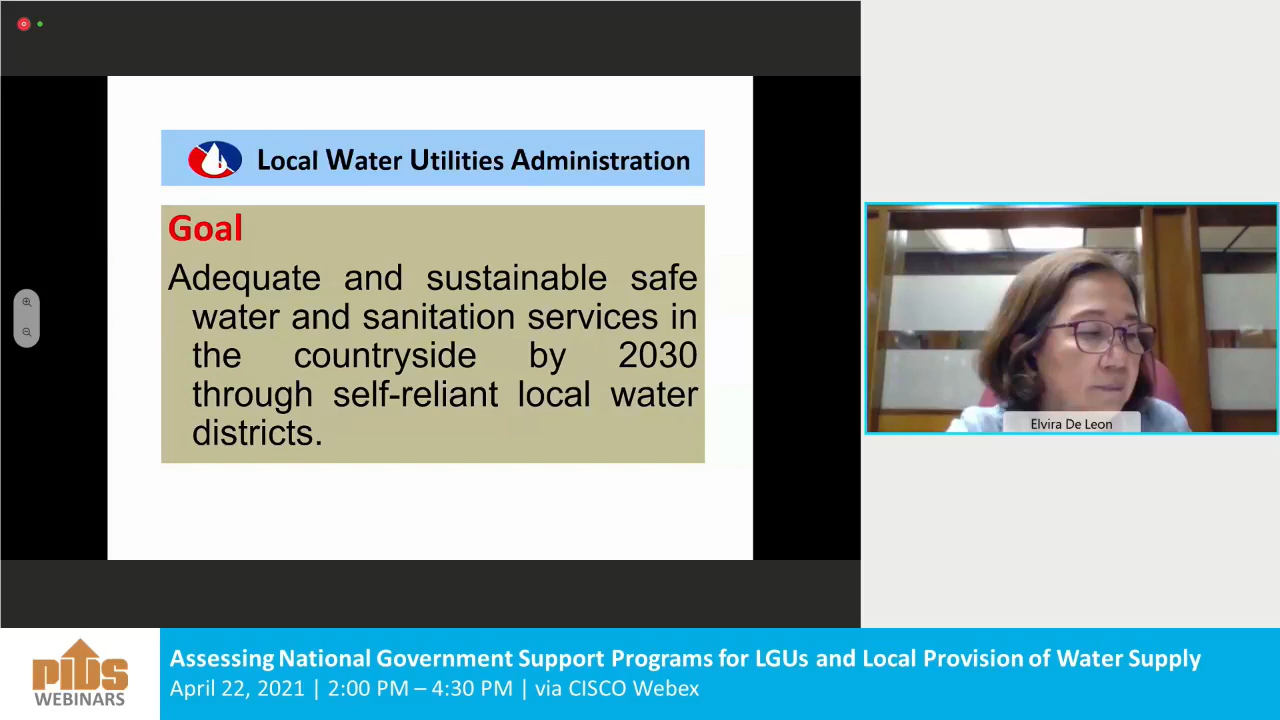 Local Water Utilities Administration
Goal
Adequate and sustainable safe
water and sanitation services in
the countryside by 2030
through self-reliant local water
districts.
Elvira De Leon
PIDS
WEBINARS
Assessing National Government Support Programs for LGUs and Local Provision of Water Supply
April 22, 2021 | 2:00 PM – 4:30 PM | via CISCO Webex